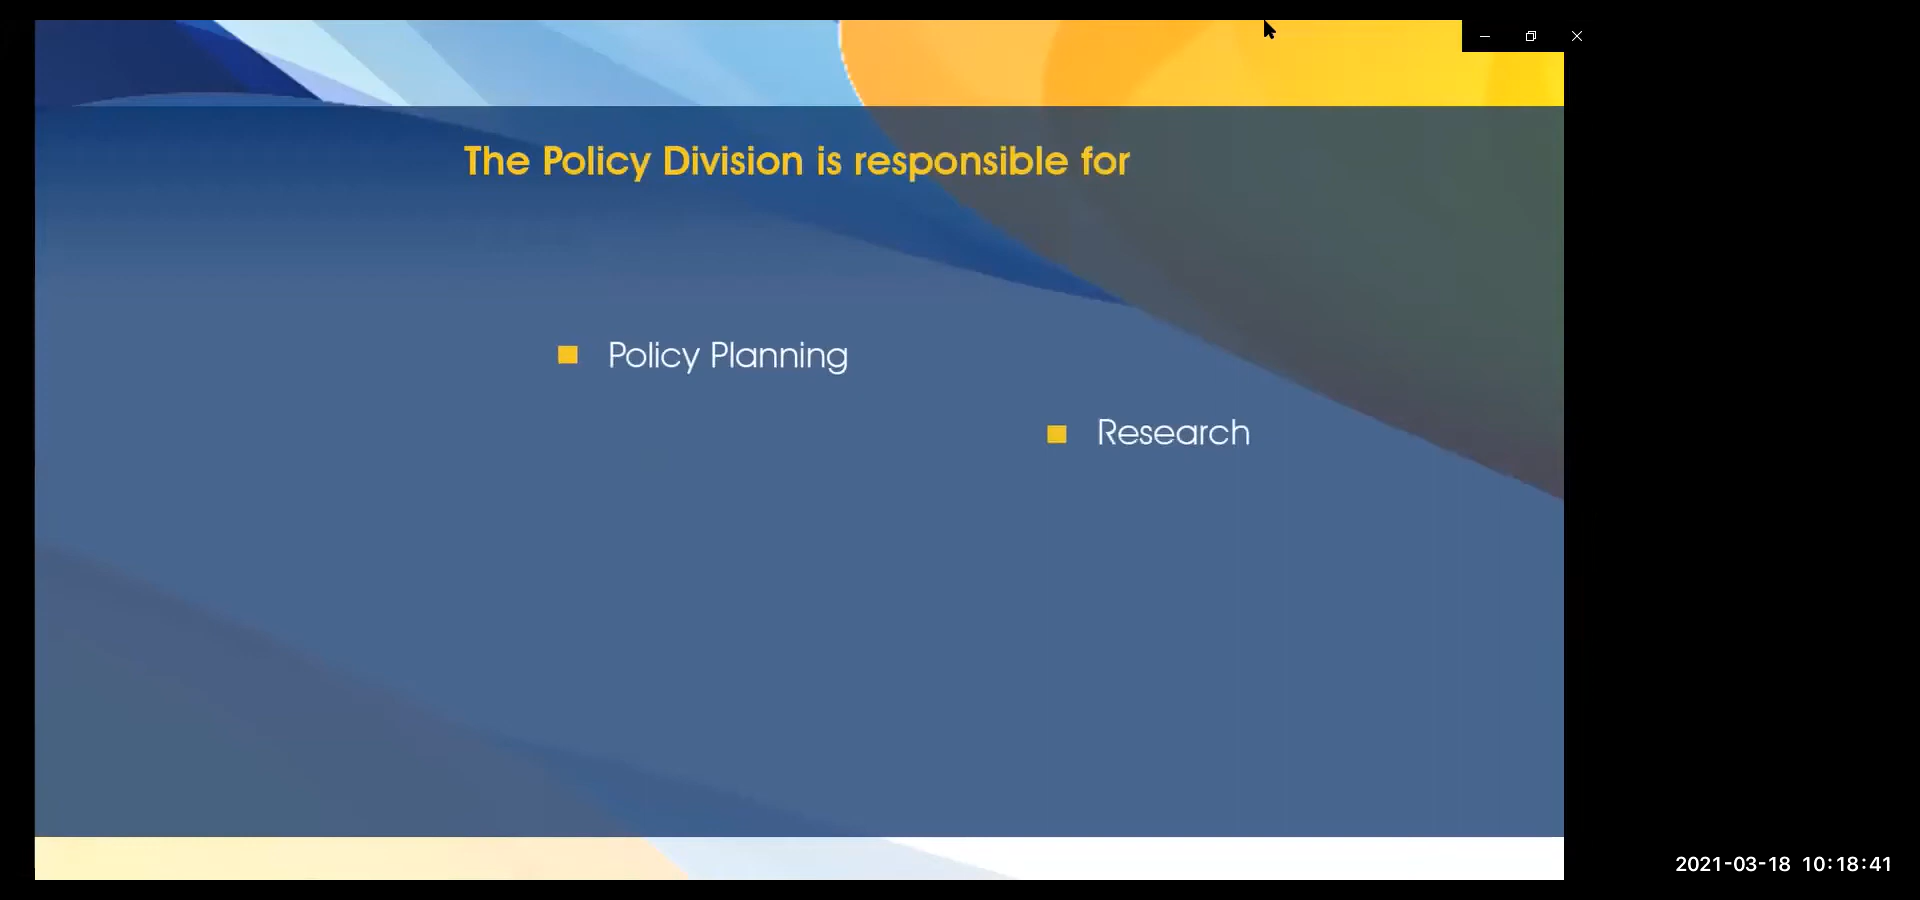 The Policy Division is responsible for
Policy Planning
Research
2021-03-18 10:18:41